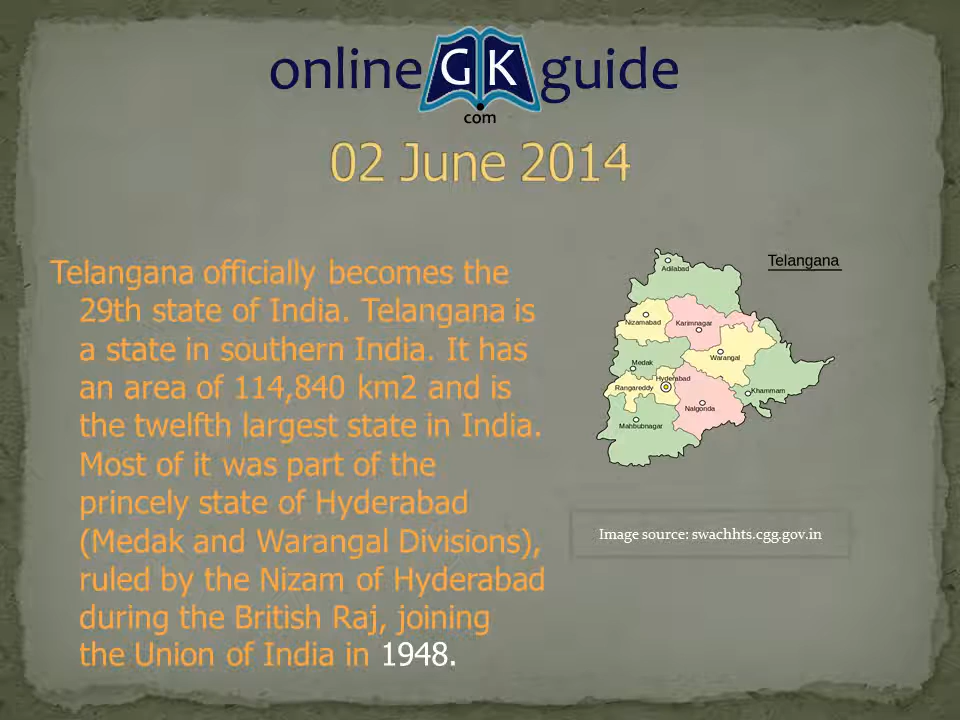 online GK guide
com
02 June 2014
Telangana officially becomes the
29th state of India. Telangana is
a state in southern India. It has
an area of 114,840 km2 and is
the twelfth largest state in India.
Most of it was part of the
princely state of Hyderabad
(Medak and Warangal Divisions),
ruled by the Nizam of Hyderabad
during the British Raj, joining
the Union of India in 1948.
Telangana
Adilabad
Nizamabad
Karimnagar
Medak
Warangal
Hyderabad
Rangareddy
Khammam
Nalgonda
Mahbubnagar
Image source: swachhts.cgg.gov.in